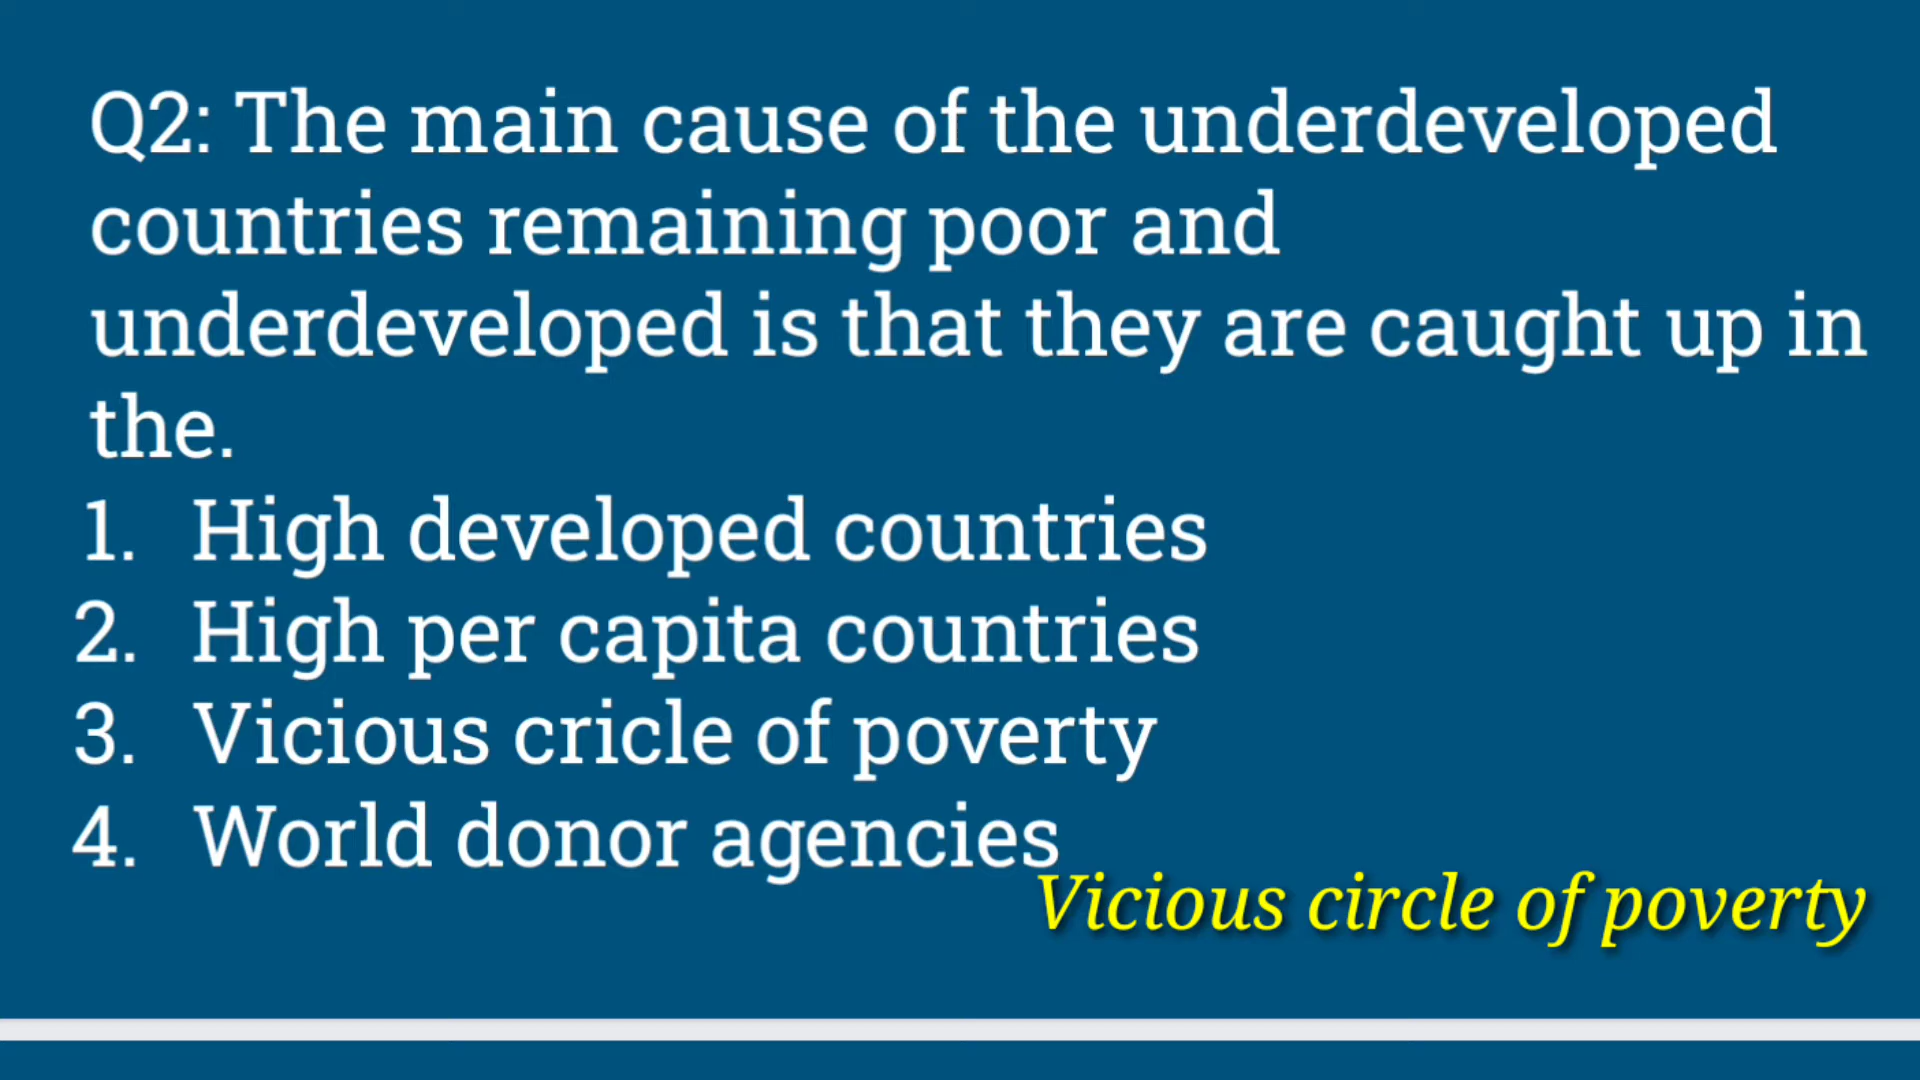 Q2: The main cause of the underdeveloped
countries remaining poor and
underdeveloped is that they are caught up in
the.
1. High developed countries
2. High per capita countries
3. Vicious cricle of poverty
4. World donor agencies
Vicious circle of poverty